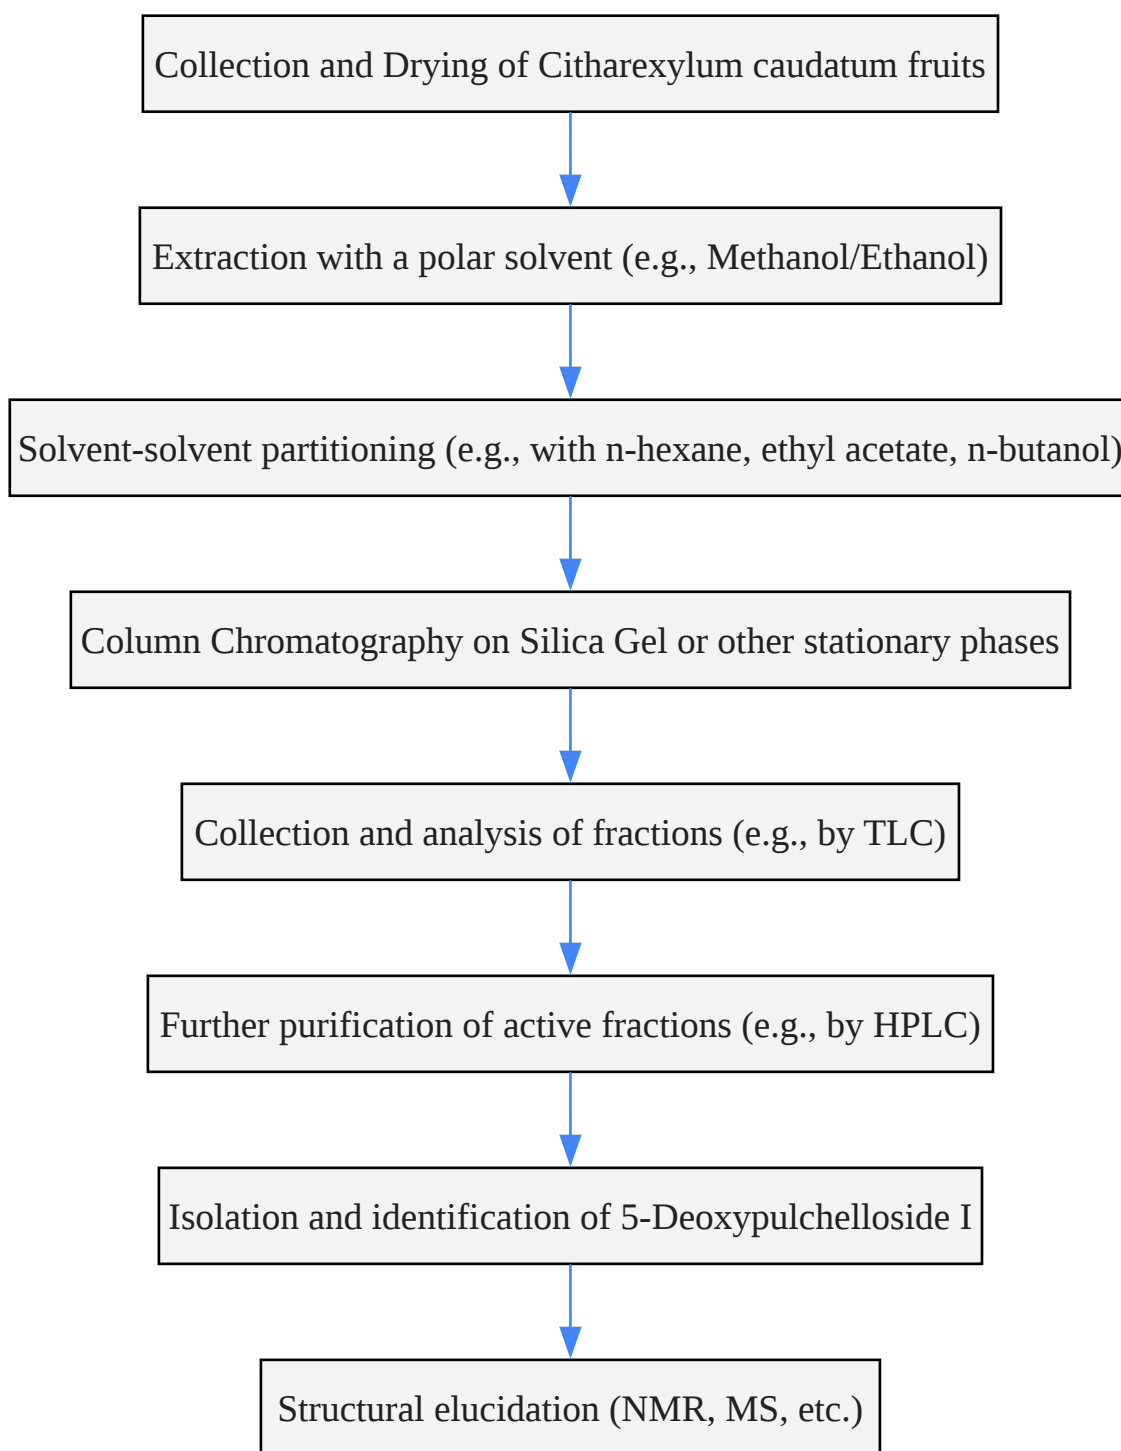 Collection and Drying of Citharexylum caudatum fruits
Extraction with a polar solvent (e.g., Methanol/Ethanol)
Solvent-solvent partitioning (e.g., with n-hexane, ethyl acetate, n-butanol)
Column Chromatography on Silica Gel or other stationary phases
Collection and analysis of fractions (e.g., by TLC)
Further purification of active fractions (e.g., by HPLC)
Isolation and identification of 5-Deoxypulchelloside I
Structural elucidation (NMR, MS, etc.)